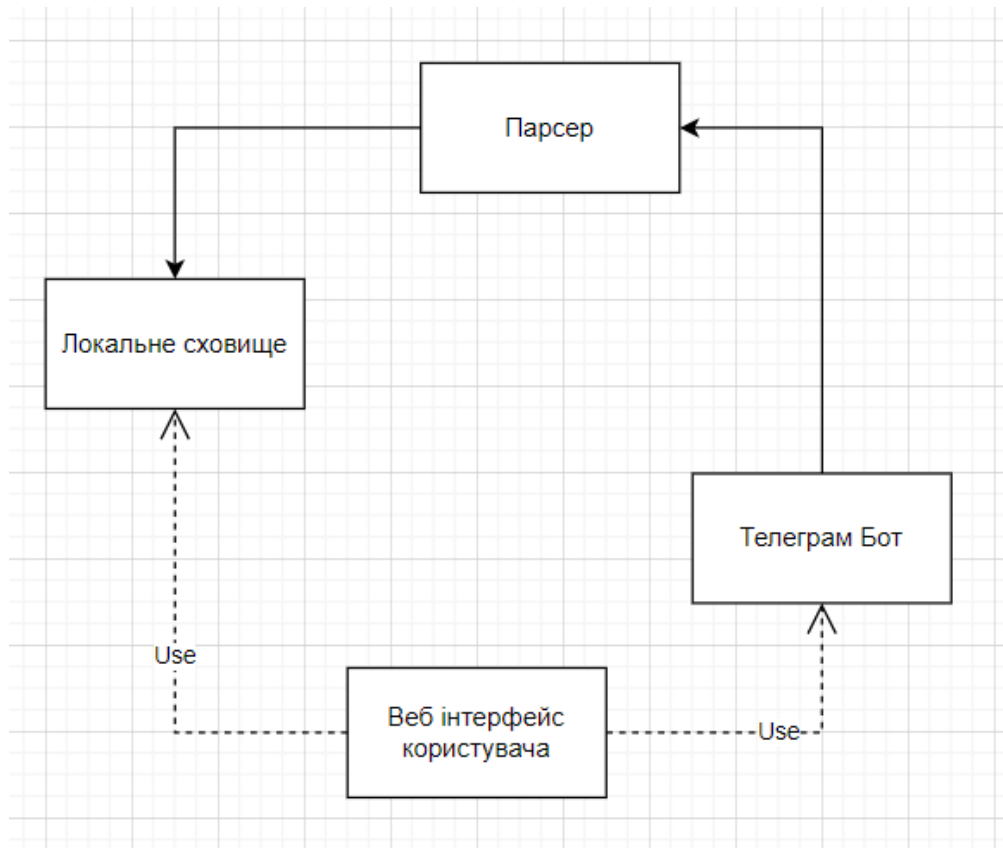 Парсер
Локальне сховище
Телеграм Бот
Use
Веб інтерфейс
користувача
Use